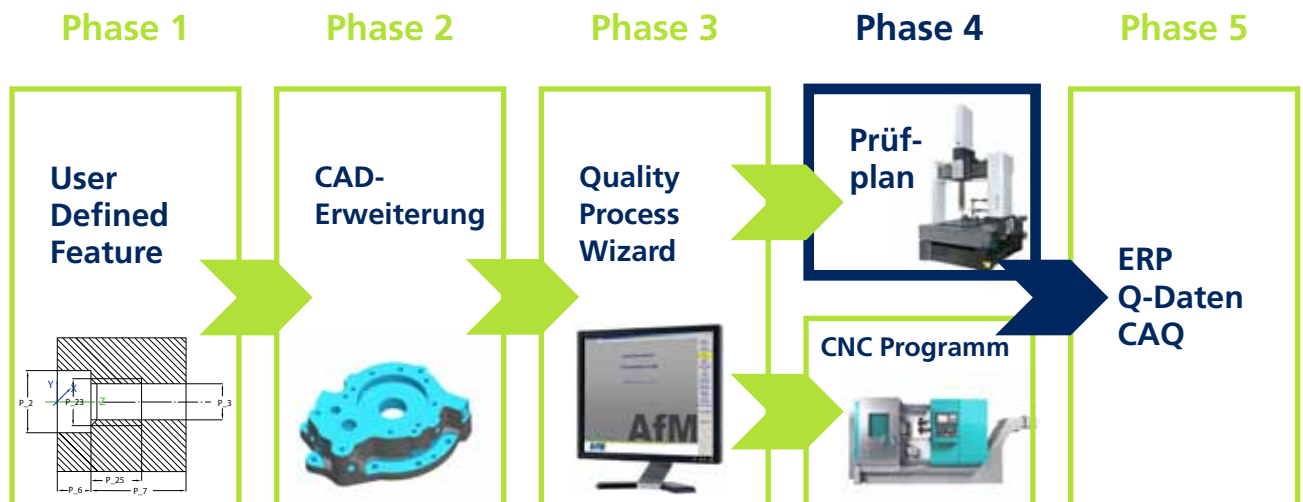 Phase 1
Phase 2
Phase 3
Phase 4
Phase 5
User
Defined
Feature
CAD-
Erweiterung
Quality
Process
Wizard
Prüf-
plan
CNC Programm
ERP
Q-Daten
CAQ
Y
X
Z
P_2
P_23
P_3
P_25
P_6
P_7
AfM
AfM